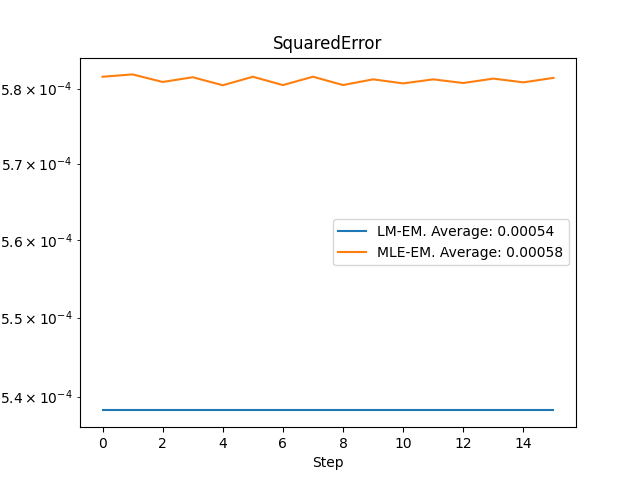 SquaredError
5.8 × 10⁻⁴
5.7 × 10⁻⁴
5.6 × 10⁻⁴
5.5 × 10⁻⁴
5.4 × 10⁻⁴
LM-EM. Average: 0.00054
MLE-EM. Average: 0.00058
0 2 4 6 8 10 12 14
Step